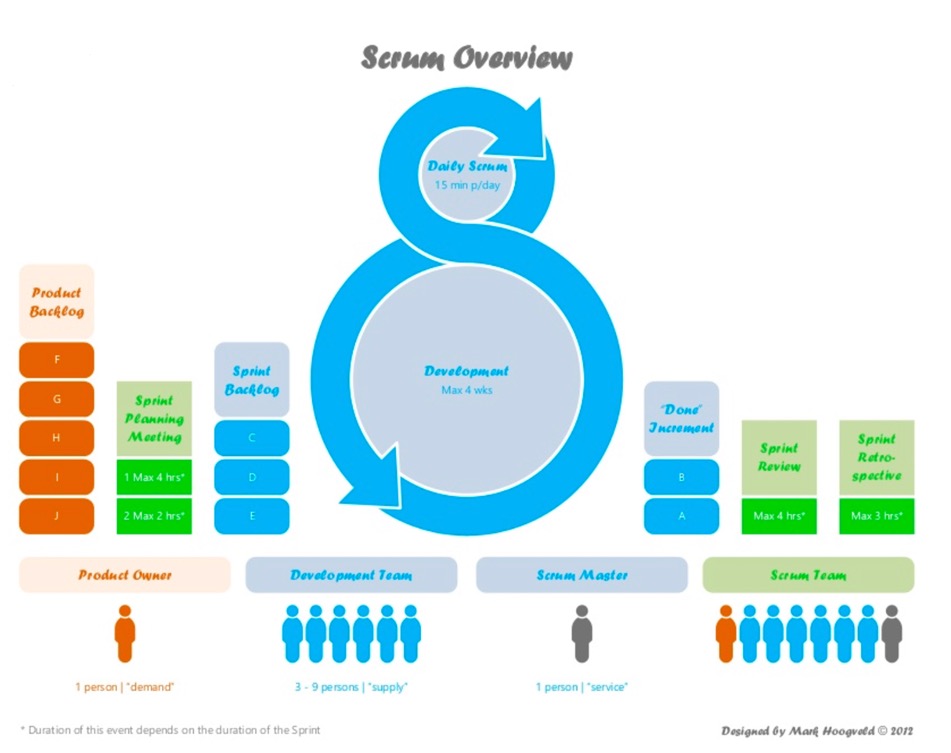 Scrum Overview
Daily Scrum
15 min p/day
Product
Backlog
F
G
H
I
J
Sprint
Planning
Meeting
1 Max 4 hrs*
2 Max 2 hrs*
Sprint
Backlog
C
D
E
Development
Max 4 wks
"Done"
Increment
B
A
Sprint
Review
Max 4 hrs*
Sprint
Retro-
spective
Max 3 hrs*
Product Owner
Development Team
Scrum Master
Scrum Team
1 person | "demand"
3 - 9 persons | "supply"
1 person | "service"
* Duration of this event depends on the duration of the Sprint
Designed by Mark Hoogveld © 2012